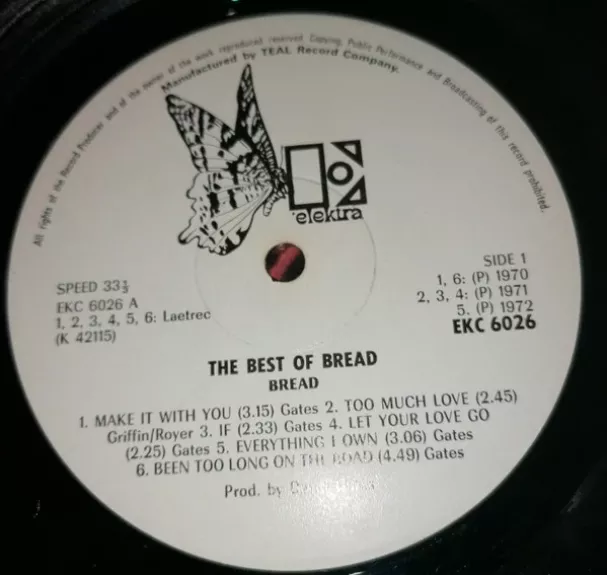 All rights of the Record Producer and of the owner of the work reproduced reserved Copying, Public Performance and Broadcasting of This record prohibited.
Manufactured by TEAL Record Company.
elektra
SPEED 33⅓
EKC 6026 A
1, 2, 3, 4, 5, 6: Laetrec
(K 42115)
SIDE 1
1, 6: (P) 1970
2, 3, 4: (P) 1971
5. (P) 1972
EKC 6026
THE BEST OF BREAD
BREAD
1. MAKE IT WITH YOU (3.15) Gates 2. TOO MUCH LOVE (2.45)
Griffin/Royer 3. IF (2.33) Gates 4. LET YOUR LOVE GO
(2.25) Gates 5. EVERYTHING I OWN (3.06) Gates
6. BEEN TOO LONG ON THE ROAD (4.49) Gates
Prod. by